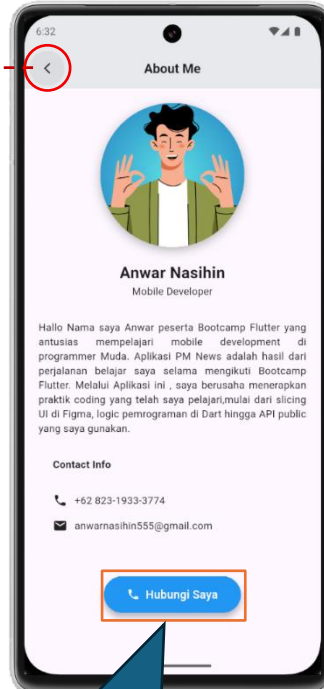 6:32
About Me
Anwar Nasihin
Mobile Developer
Hallo Nama saya Anwar peserta Bootcamp Flutter yang
antusias mempelajari mobile development di
programmer Muda. Aplikasi PM News adalah hasil dari
perjalanan belajar saya selama mengikuti Bootcamp
Flutter. Melalui Aplikasi ini , saya berusaha menerapkan
praktik coding yang telah saya pelajari,mulai dari slicing
UI di Figma, logic pemrograman di Dart hingga API public
yang saya gunakan.
Contact Info
+62 823-1933-3774
anwarnasihin555@gmail.com
Hubungi Saya